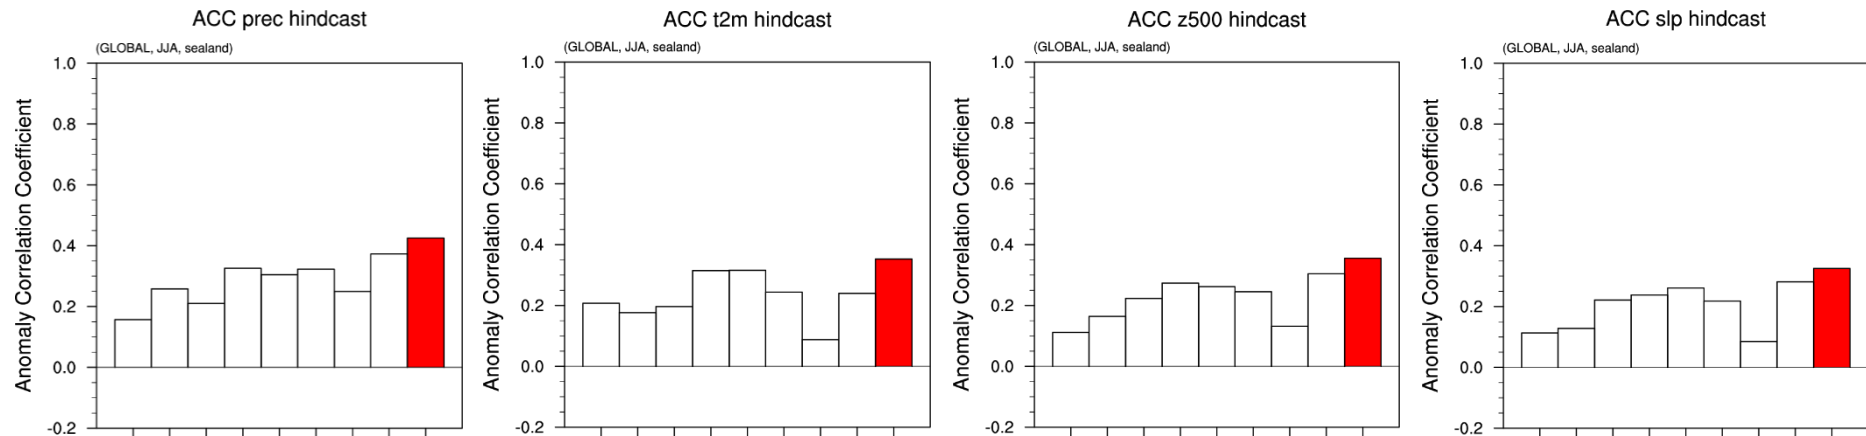 ACC prec hindcast
(GLOBAL, JJA, sealand)
Anomaly Correlation Coefficient
1.0
0.8
0.6
0.4
0.2
0.0
-0.2
ACC t2m hindcast
(GLOBAL, JJA, sealand)
Anomaly Correlation Coefficient
1.0
0.8
0.6
0.4
0.2
0.0
-0.2
ACC z500 hindcast
(GLOBAL, JJA, sealand)
Anomaly Correlation Coefficient
1.0
0.8
0.6
0.4
0.2
0.0
-0.2
ACC slp hindcast
(GLOBAL, JJA, sealand)
Anomaly Correlation Coefficient
1.0
0.8
0.6
0.4
0.2
0.0
-0.2